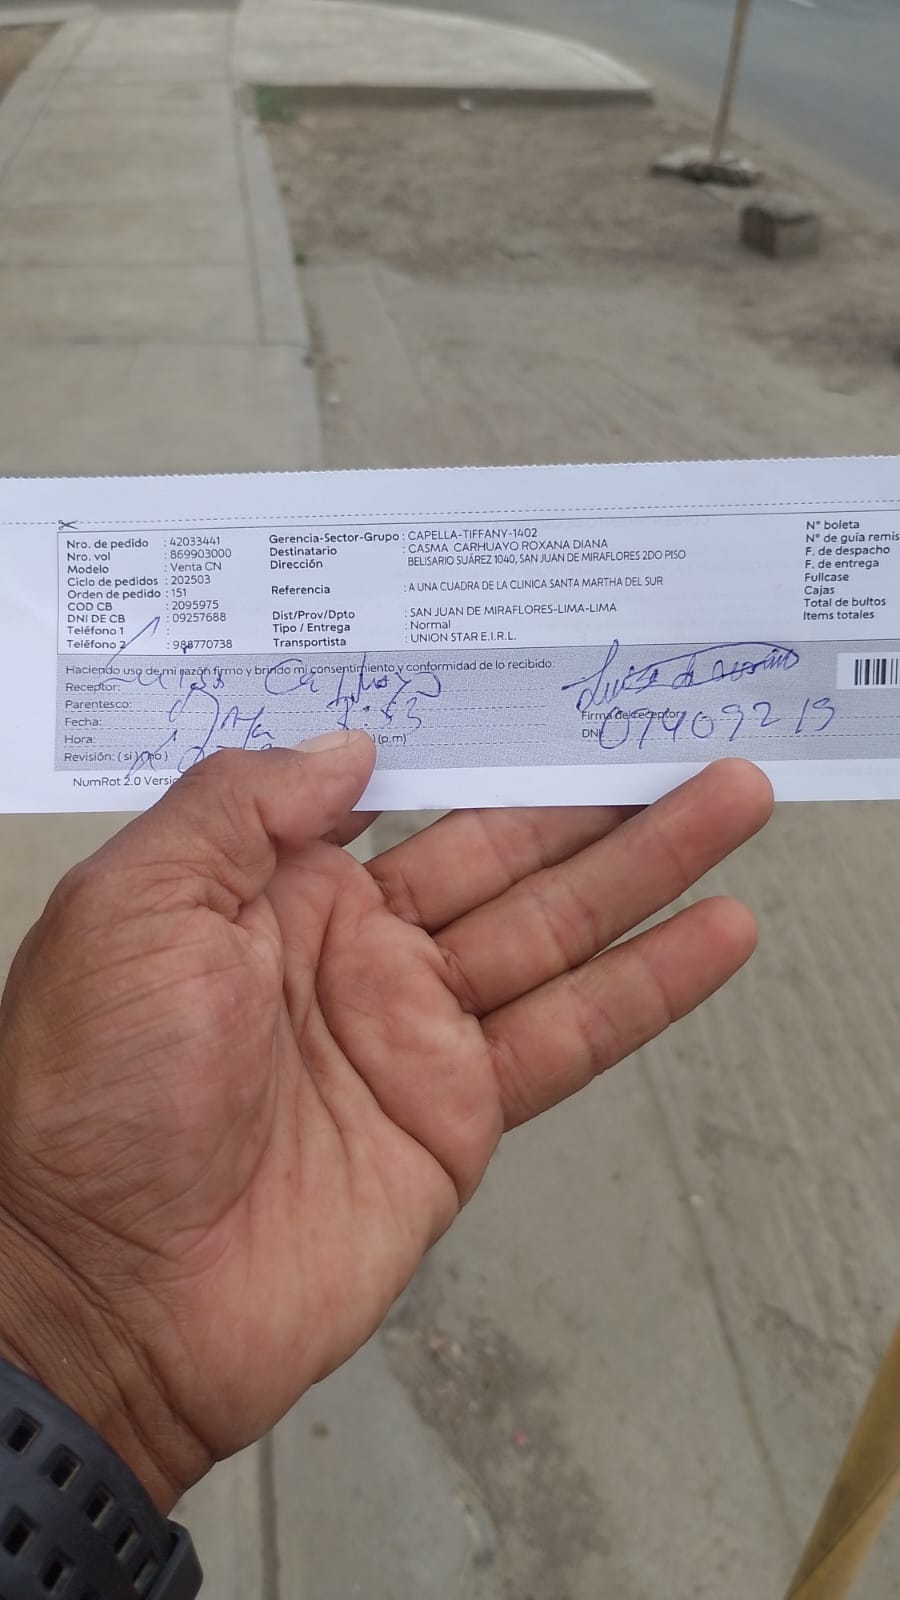 Nro. de pedido : 42033441
Nro. vol : 869903000
Modelo : Venta CN
Ciclo de pedidos : 202503
Orden de pedido : 151
COD CB : 2095975
DNI DE CB : 09257688
Teléfono 1 :
Teléfono 2 : 988770738
Gerencia-Sector-Grupo : CAPELLA-TIFFANY-1402
Destinatario : CASMA CARHUAYO ROXANA DIANA
Dirección BELISARIO SUÁREZ 1040, SAN JUAN DE MIRAFLORES 2DO PISO
Referencia : A UNA CUADRA DE LA CLINICA SANTA MARTHA DEL SUR
Dist/Prov/Dpto : SAN JUAN DE MIRAFLORES-LIMA-LIMA
Tipo / Entrega : Normal
Transportista : UNION STAR E.I.R.L.
N° boleta
N° de guía remis
F. de despacho
F. de entrega
Fullcase
Cajas
Total de bultos
Items totales
Haciendo uso de mi razón firmo y brindo mi consentimiento y conformidad de lo recibido:
Receptor:
Parentesco:
Fecha:
Hora: (p.m)
Revisión: ( si ) ( no )
Firma de receptor
DNI 09409219
NumRot 2.0 Versi